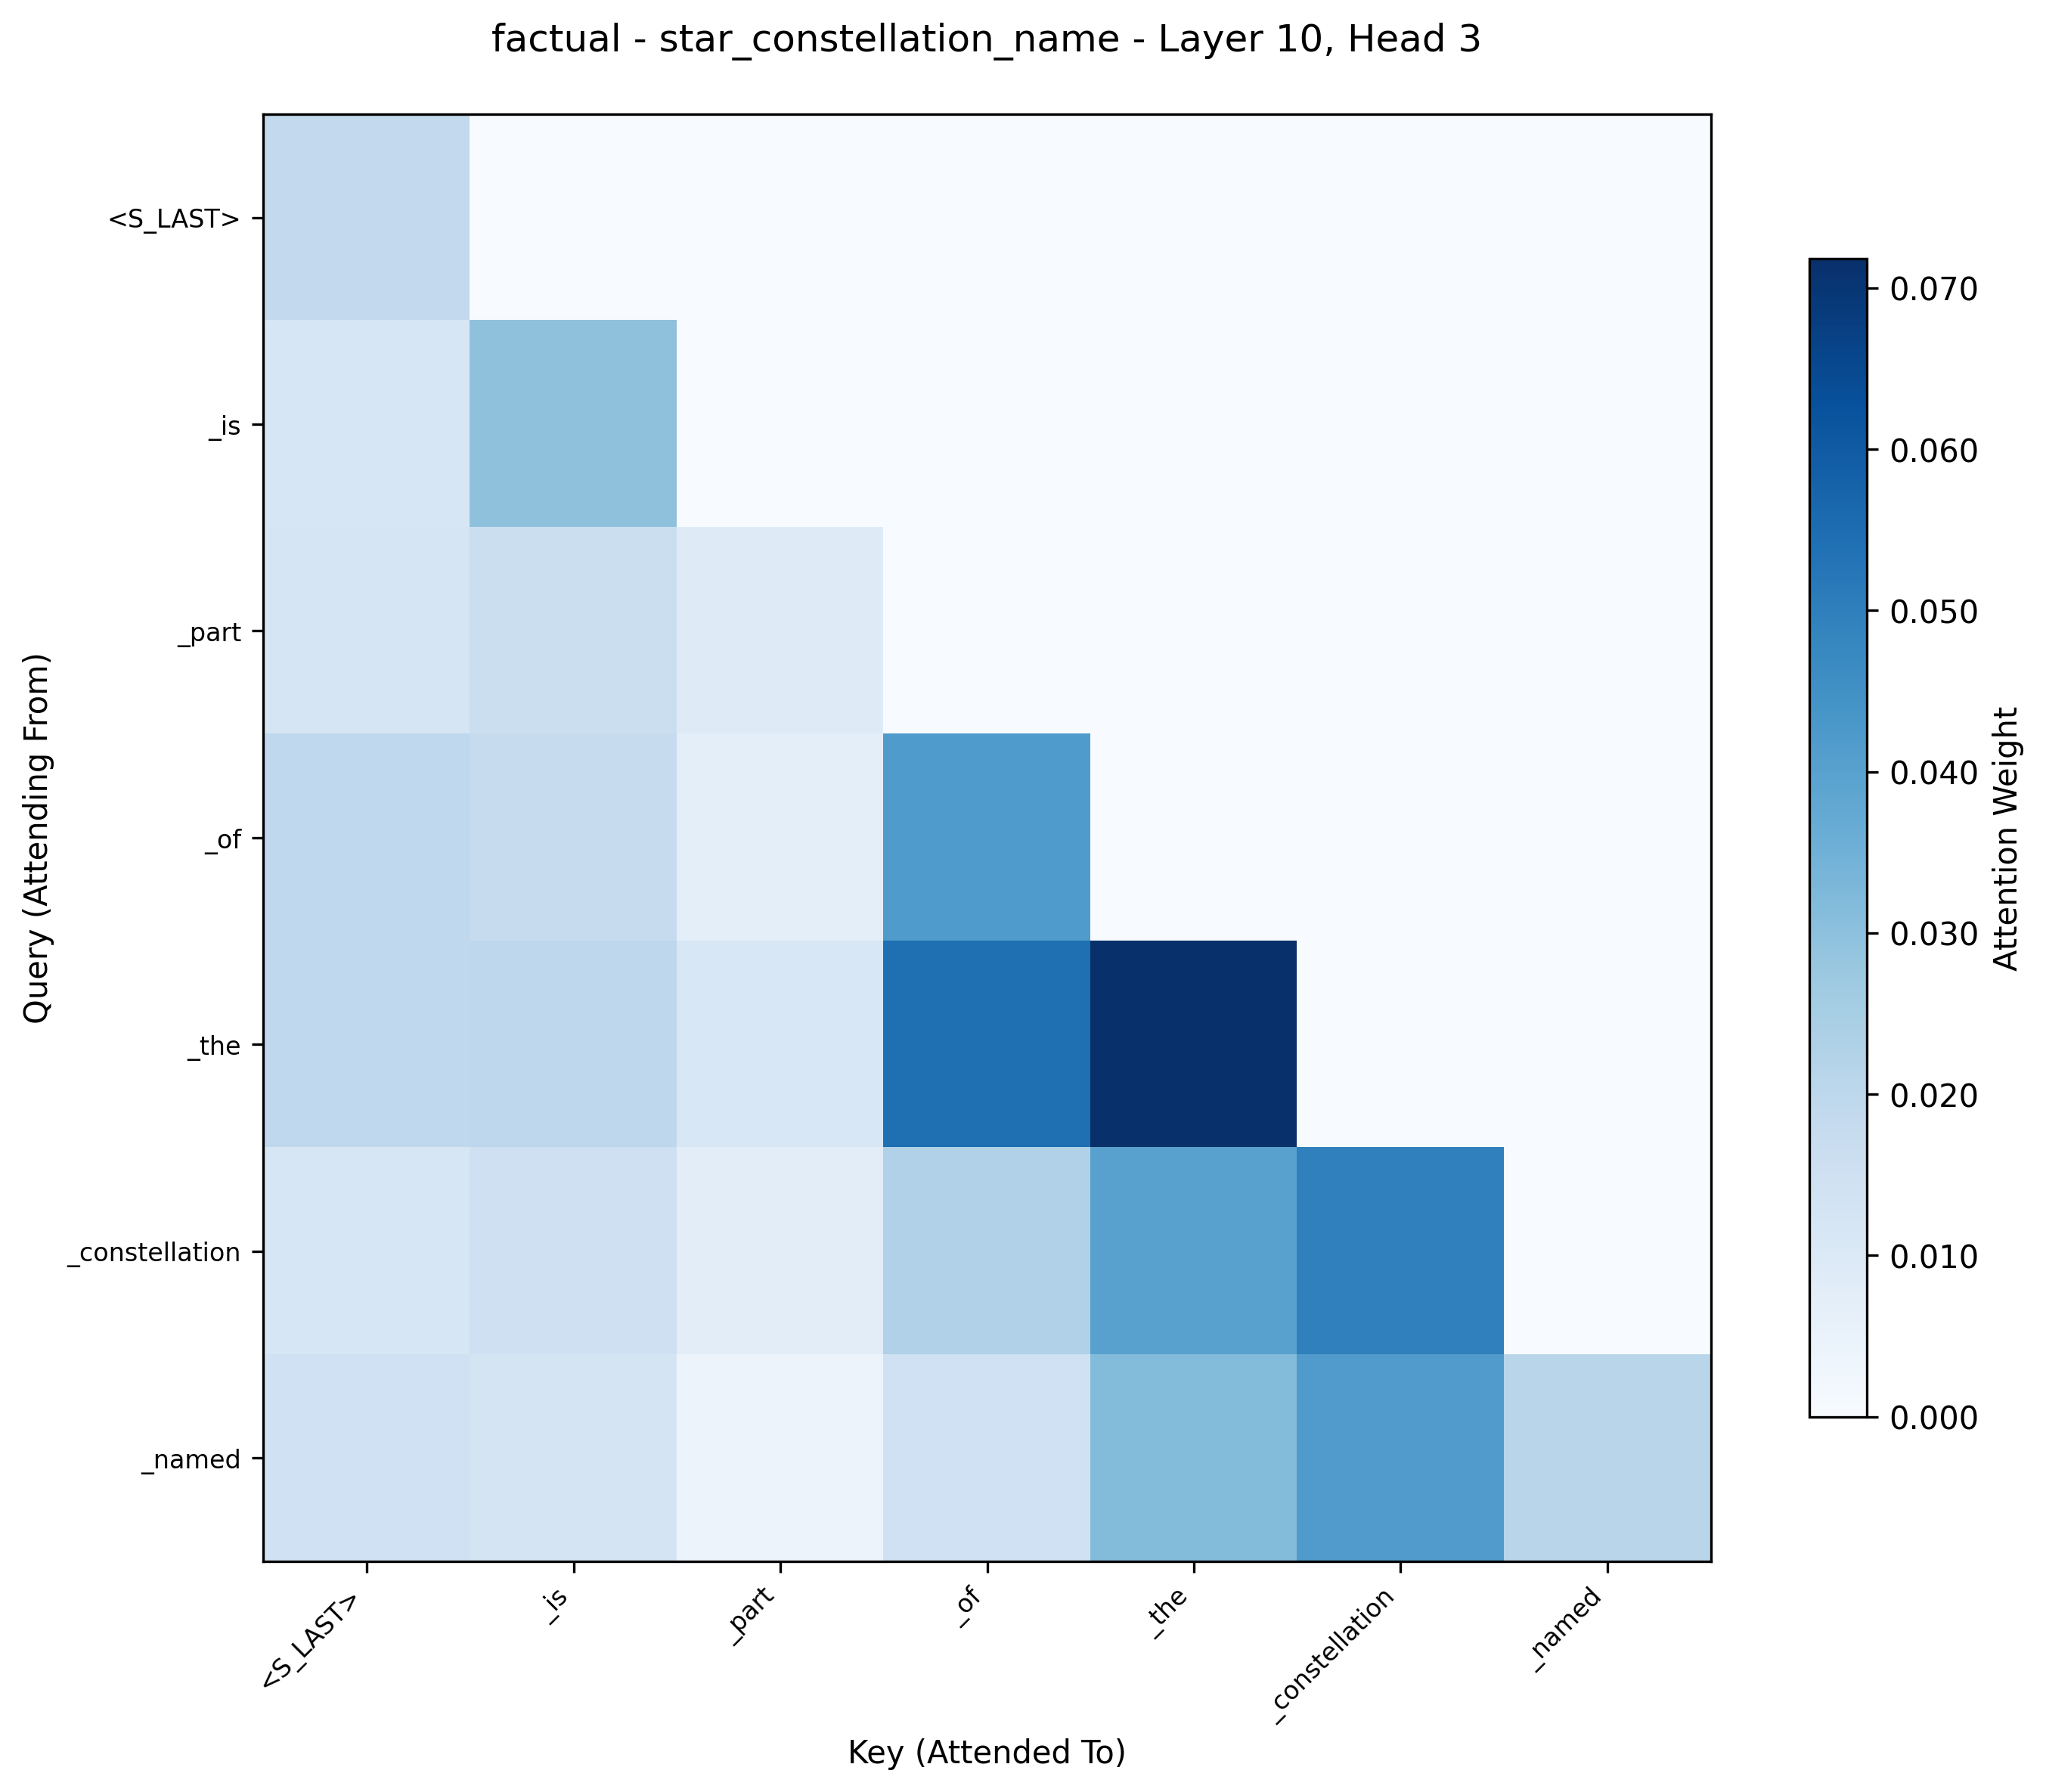 factual - star_constellation_name - Layer 10, Head 3
<S_LAST>
_is
_part
_of
_the
_constellation
_named
Query (Attending From)
<S_LAST>
_is
_part
_of
_the
_constellation
_named
Key (Attended To)
0.070
0.060
0.050
0.040
0.030
0.020
0.010
0.000
Attention Weight